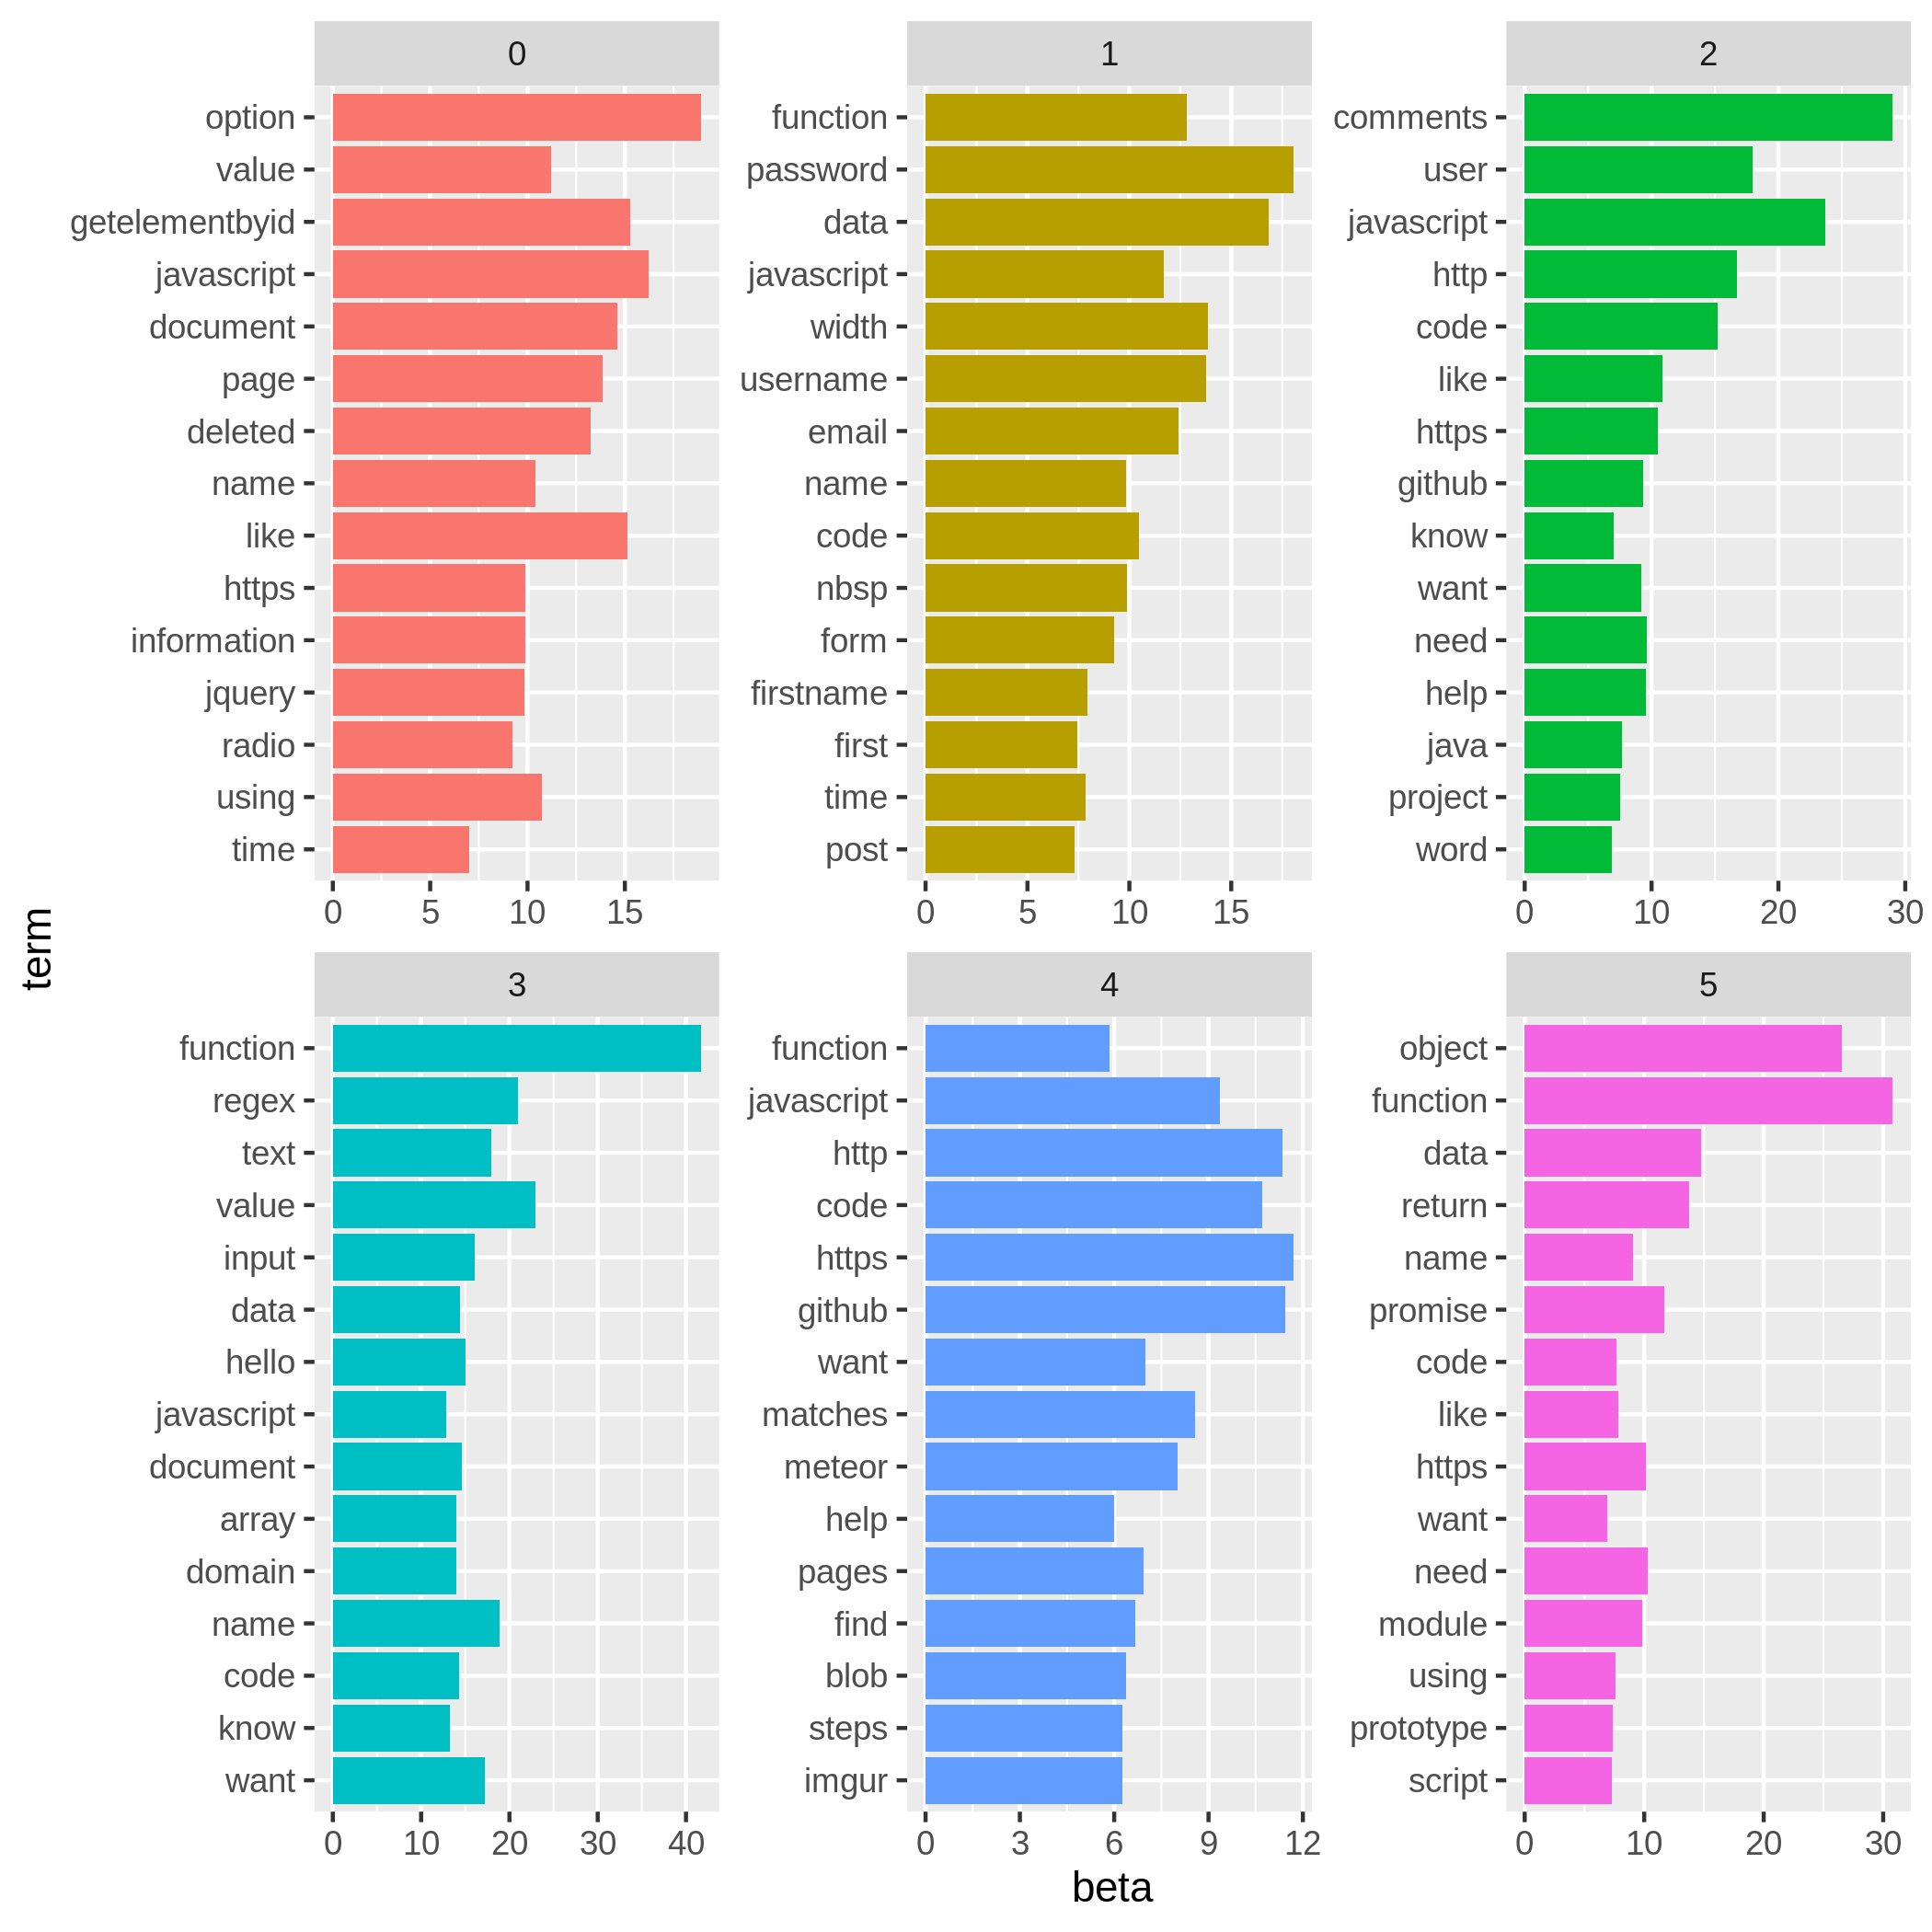 0
option
value
getelementbyid
javascript
document
page
deleted
name
like
https
information
jquery
radio
using
time
0 5 10 15
1
function
password
data
javascript
width
username
email
name
code
nbsp
form
firstname
first
time
post
0 5 10 15
2
comments
user
javascript
http
code
like
https
github
know
want
need
help
java
project
word
0 10 20 30
term
3
function
regex
text
value
input
data
hello
javascript
document
array
domain
name
code
know
want
0 10 20 30 40
4
function
javascript
http
code
https
github
want
matches
meteor
help
pages
find
blob
steps
imgur
0 3 6 9 12
5
object
function
data
return
name
promise
code
like
https
want
need
module
using
prototype
script
0 10 20 30
beta